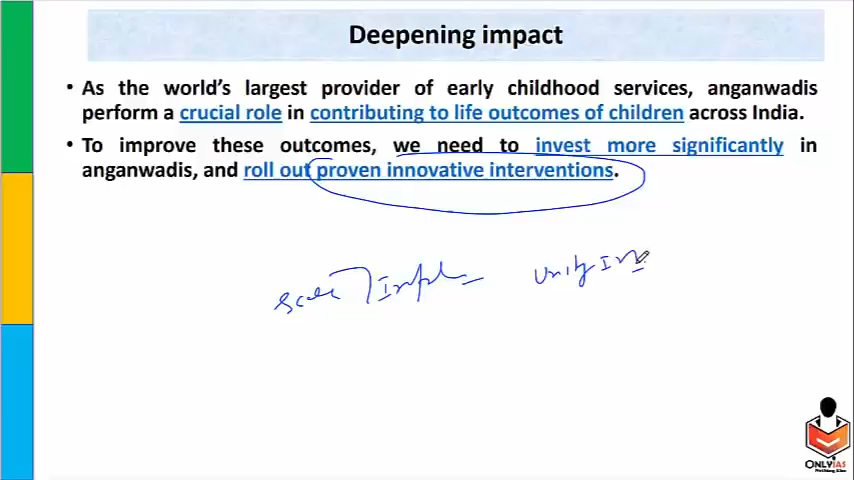 Deepening impact
• As the world's largest provider of early childhood services, anganwadis
perform a crucial role in contributing to life outcomes of children across India.
• To improve these outcomes, we need to invest more significantly in
anganwadis, and roll out proven innovative interventions.
ONLYIAS
Nothing Else